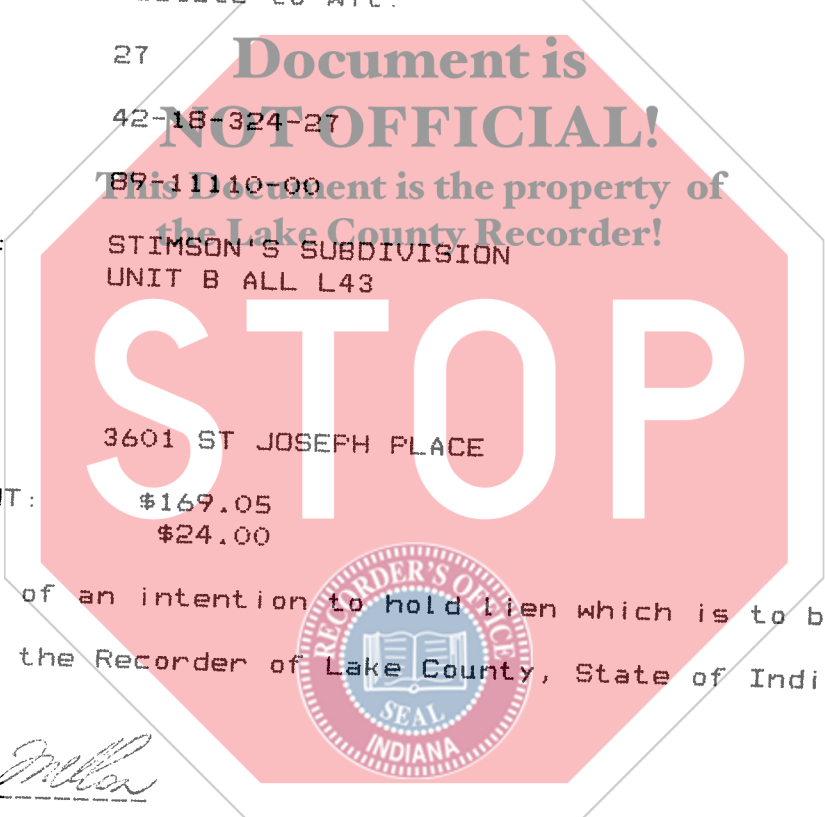 27
Document is
42-18-324-27
NOT OFFICIAL!
89-11110-00
This Document is the property of
the Lake County Recorder!
STIMSON'S SUBDIVISION
UNIT B ALL L43
STOP
3601 ST JOSEPH PLACE
T: $169.05
$24.00
of an intention to hold lien which is to b
the Recorder of Lake County, State of Indi
RECORDER'S OFFICE
SEAL
INDIANA